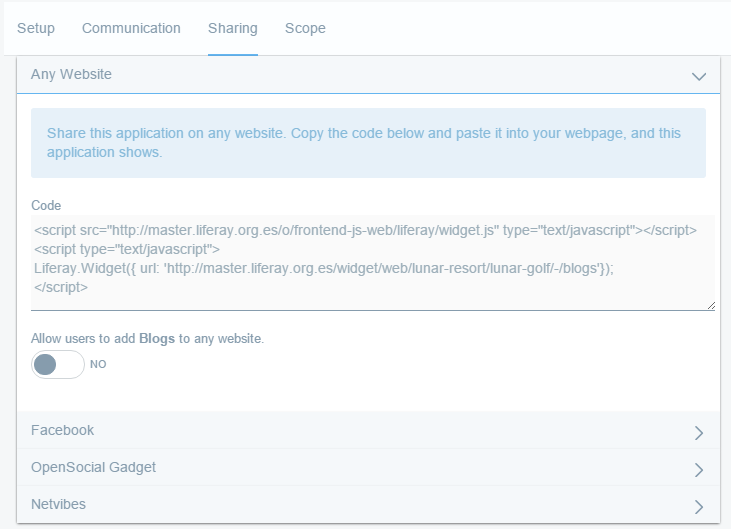 Setup Communication Sharing Scope
Any Website
Share this application on any website. Copy the code below and paste it into your webpage, and this
application shows.
Code
<script src="http://master.liferay.org.es/o/frontend-js-web/liferay/widget.js" type="text/javascript"></script>
<script type="text/javascript">
Liferay.Widget({ url: 'http://master.liferay.org.es/widget/web/lunar-resort/lunar-golf/-/blogs'});
</script>
Allow users to add Blogs to any website.
NO
Facebook
OpenSocial Gadget
Netvibes